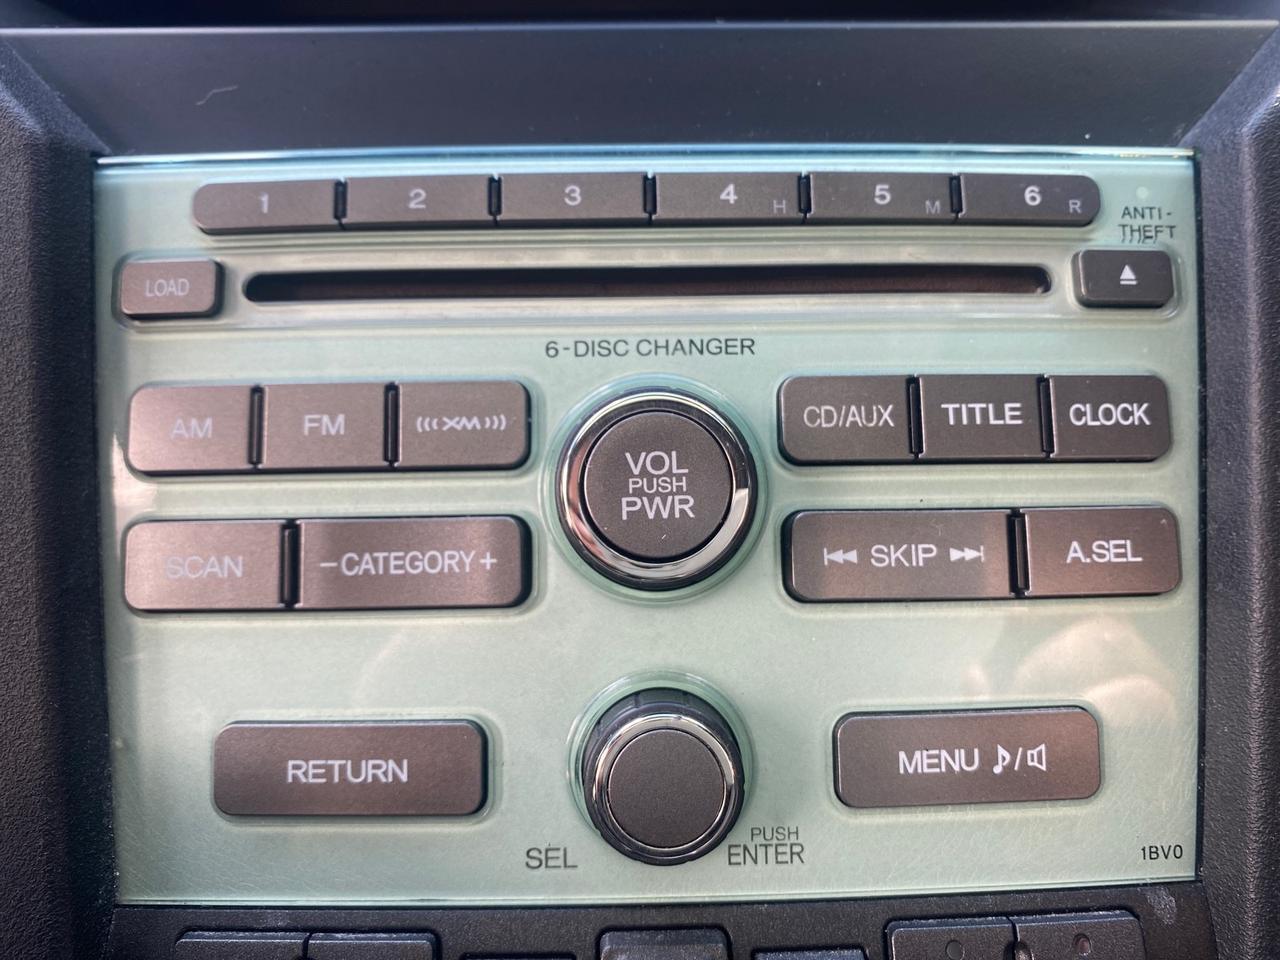 1 2 3 4 H 5 M 6 R
ANTI-
THEFT
LOAD
6-DISC CHANGER
AM FM XM CD/AUX TITLE CLOCK
VOL
PUSH
PWR
SCAN -CATEGORY+ SKIP A.SEL
RETURN MENU
SEL PUSH
ENTER
1BV0